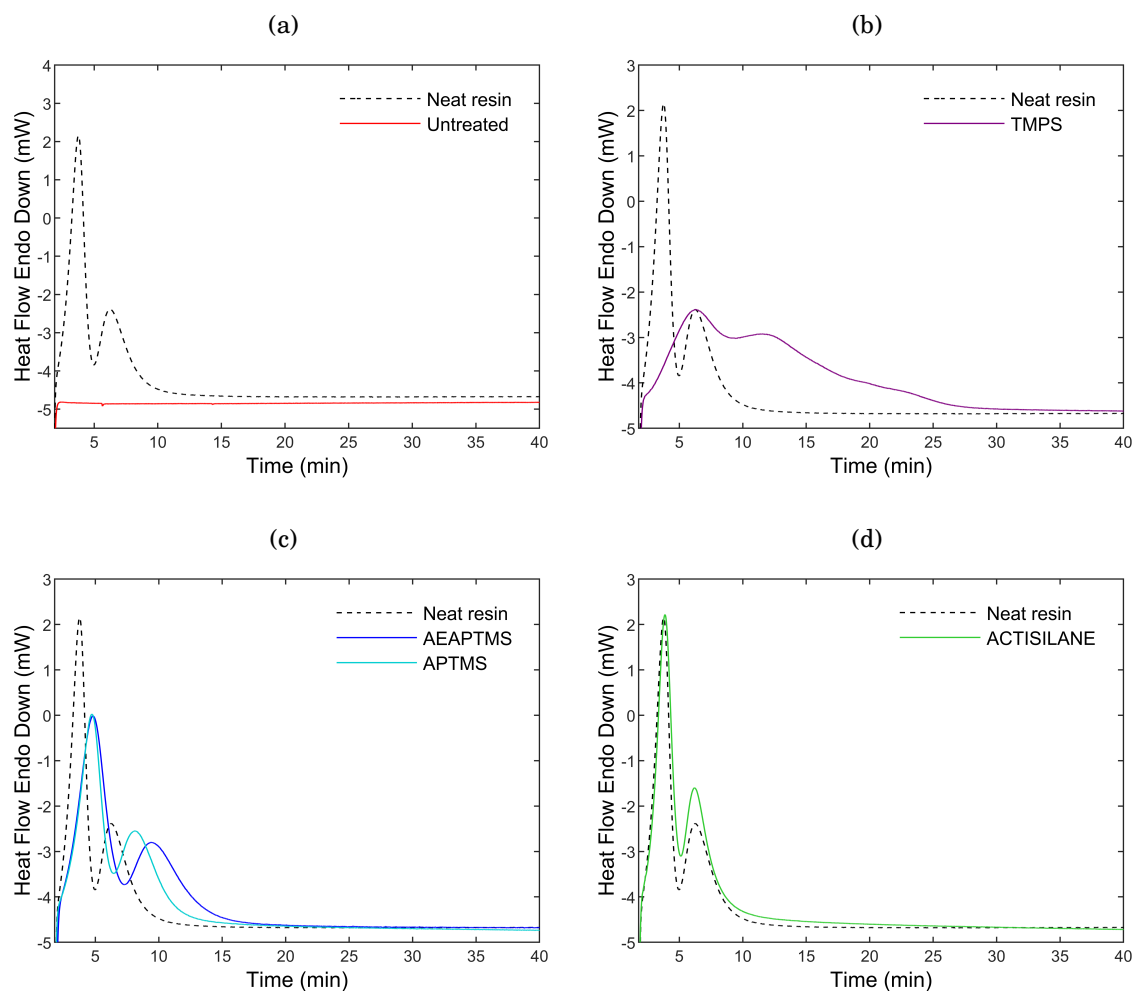 (a)
Heat Flow Endo Down (mW)
4
3
2
1
0
-1
-2
-3
-4
-5
Neat resin
Untreated
5 10 15 20 25 30 35 40
Time (min)
(b)
Heat Flow Endo Down (mW)
3
2
1
0
-1
-2
-3
-4
-5
Neat resin
TMPS
5 10 15 20 25 30 35 40
Time (min)
(c)
Heat Flow Endo Down (mW)
3
2
1
0
-1
-2
-3
-4
-5
Neat resin
AEAPTMS
APTMS
5 10 15 20 25 30 35 40
Time (min)
(d)
Heat Flow Endo Down (mW)
3
2
1
0
-1
-2
-3
-4
-5
Neat resin
ACTISILANE
5 10 15 20 25 30 35 40
Time (min)